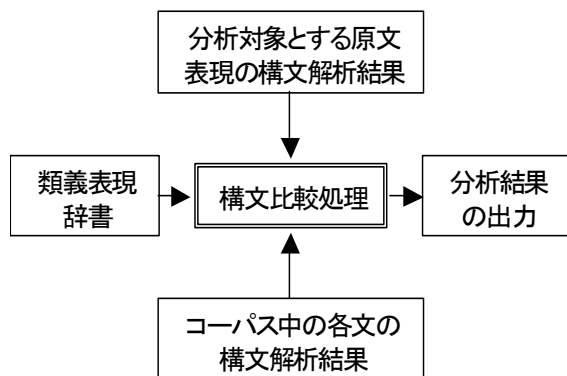 分析対象とする原文
表現の構文解析結果
類義表現
辞書
構文比較処理
分析結果
の出力
コーパス中の各文の
構文解析結果